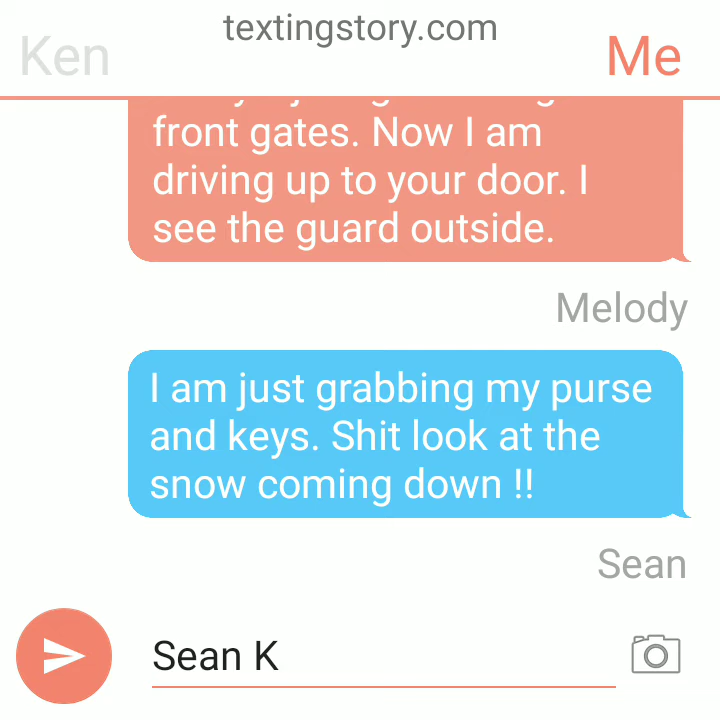 textingstory.com
Ken
Me
front gates. Now I am
driving up to your door. I
see the guard outside.
Melody
I am just grabbing my purse
and keys. Shit look at the
snow coming down !!
Sean
Sean K